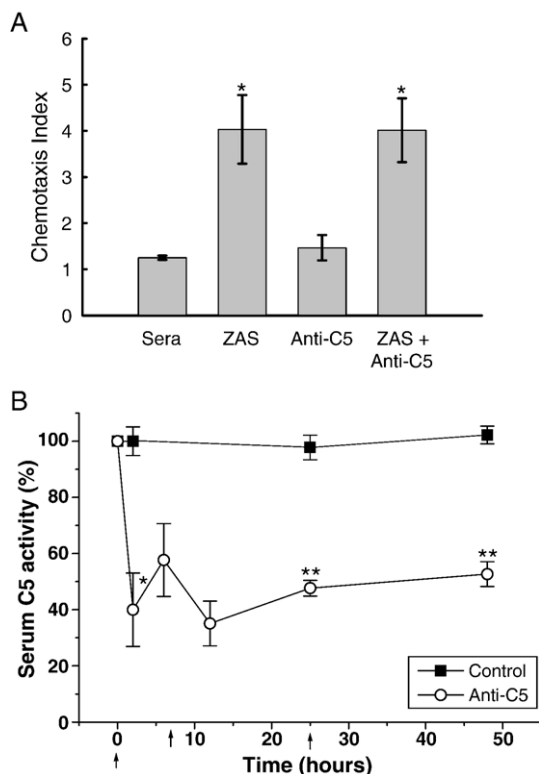 A
Chemotaxis Index
6
5
4
3
2
1
0
*
*
Sera
ZAS
Anti-C5
ZAS +
Anti-C5
B
Serum C5 activity (%)
100
80
60
40
20
0
*
**
**
Control
Anti-C5
0
10
20
30
40
50
Time (hours)